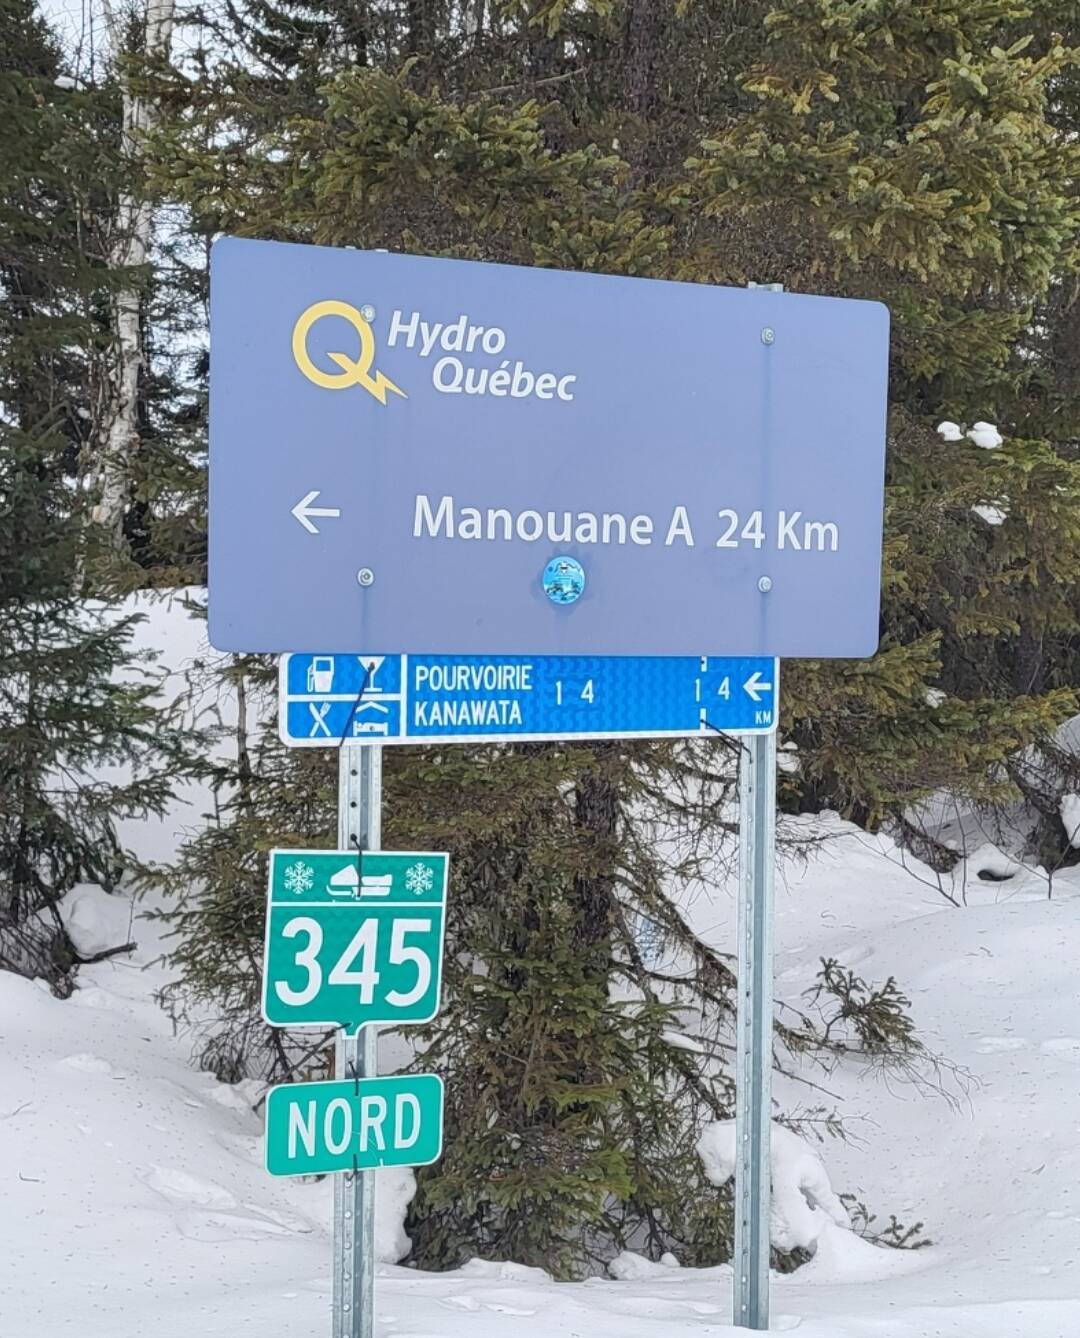 Hydro
Québec
← Manouane A 24 Km
POURVOIRIE
KANAWATA
1 4
1 4 ←
KM
345
NORD